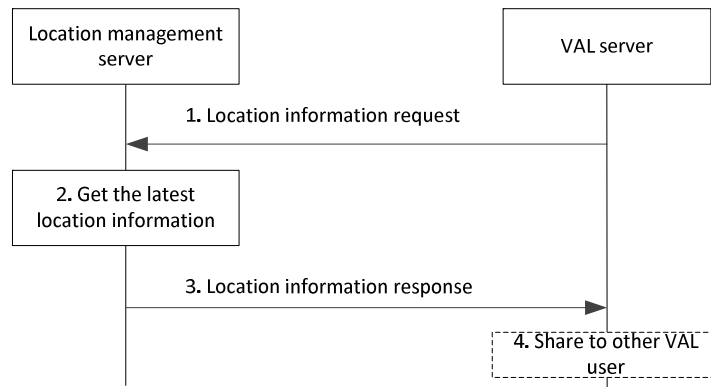 Location management
server
VAL server
1. Location information request
2. Get the latest
location information
3. Location information response
4. Share to other VAL
user